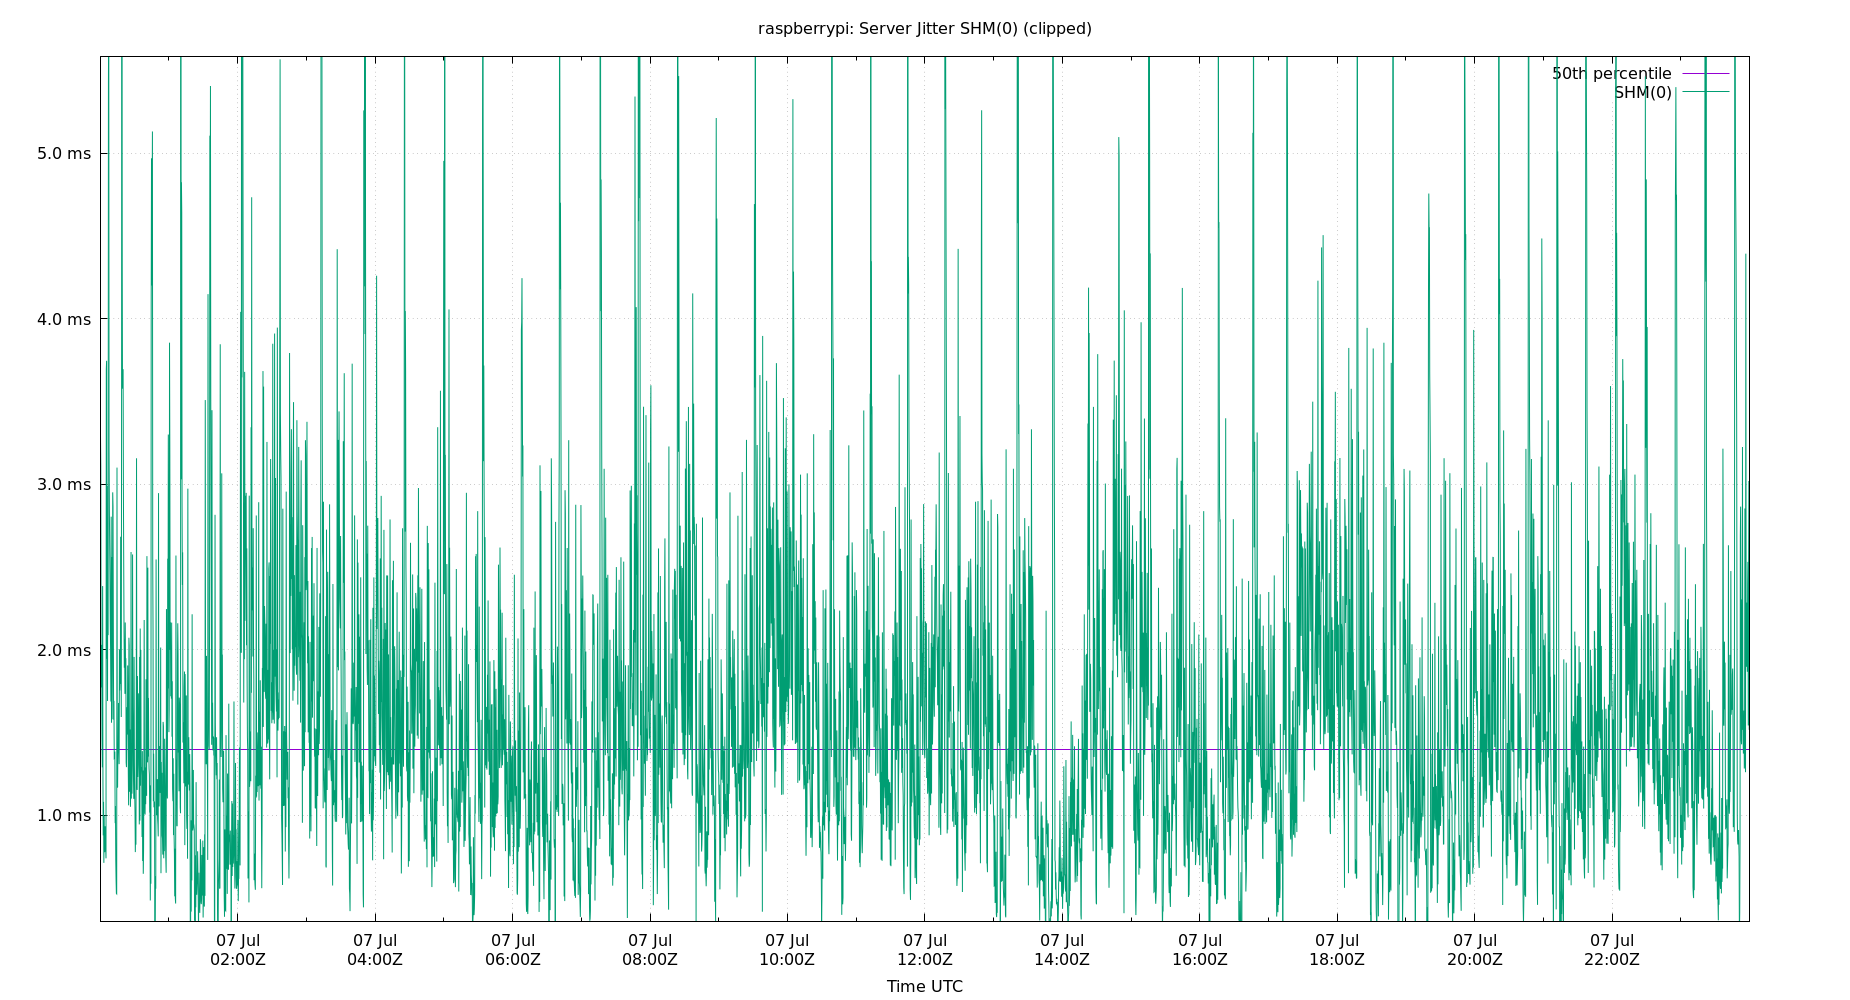 raspberrypi: Server Jitter SHM(0) (clipped)
50th percentile
SHM(0)
5.0 ms
4.0 ms
3.0 ms
2.0 ms
1.0 ms
07 Jul 07 Jul 07 Jul 07 Jul 07 Jul 07 Jul 07 Jul 07 Jul 07 Jul 07 Jul 07 Jul
02:00Z 04:00Z 06:00Z 08:00Z 10:00Z 12:00Z 14:00Z 16:00Z 18:00Z 20:00Z 22:00Z
Time UTC